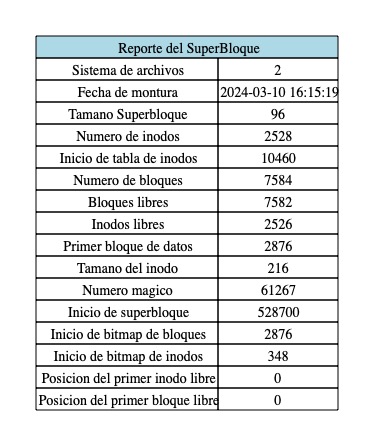 Reporte del SuperBloque
Sistema de archivos 2
Fecha de montura 2024-03-10 16:15:19
Tamano Superbloque 96
Numero de inodos 2528
Inicio de tabla de inodos 10460
Numero de bloques 7584
Bloques libres 7582
Inodos libres 2526
Primer bloque de datos 2876
Tamano del inodo 216
Numero magico 61267
Inicio de superbloque 528700
Inicio de bitmap de bloques 2876
Inicio de bitmap de inodos 348
Posicion del primer inodo libre 0
Posicion del primer bloque libre 0